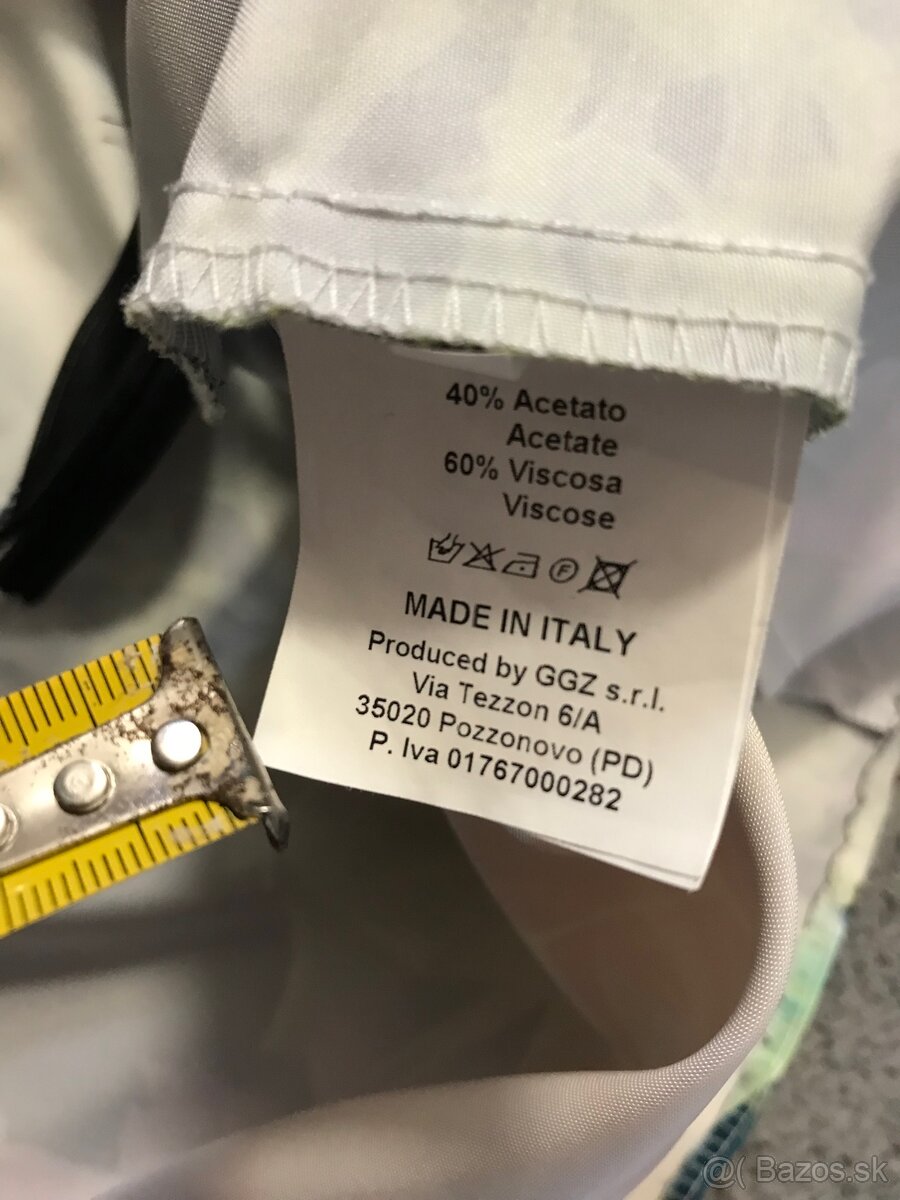 40% Acetato
Acetate
60% Viscosa
Viscose
F
MADE IN ITALY
Produced by GGZ s.r.l.
Via Tezzon 6/A
35020 Pozzonovo (PD)
P. Iva 01767000282
@( Bazos.sk